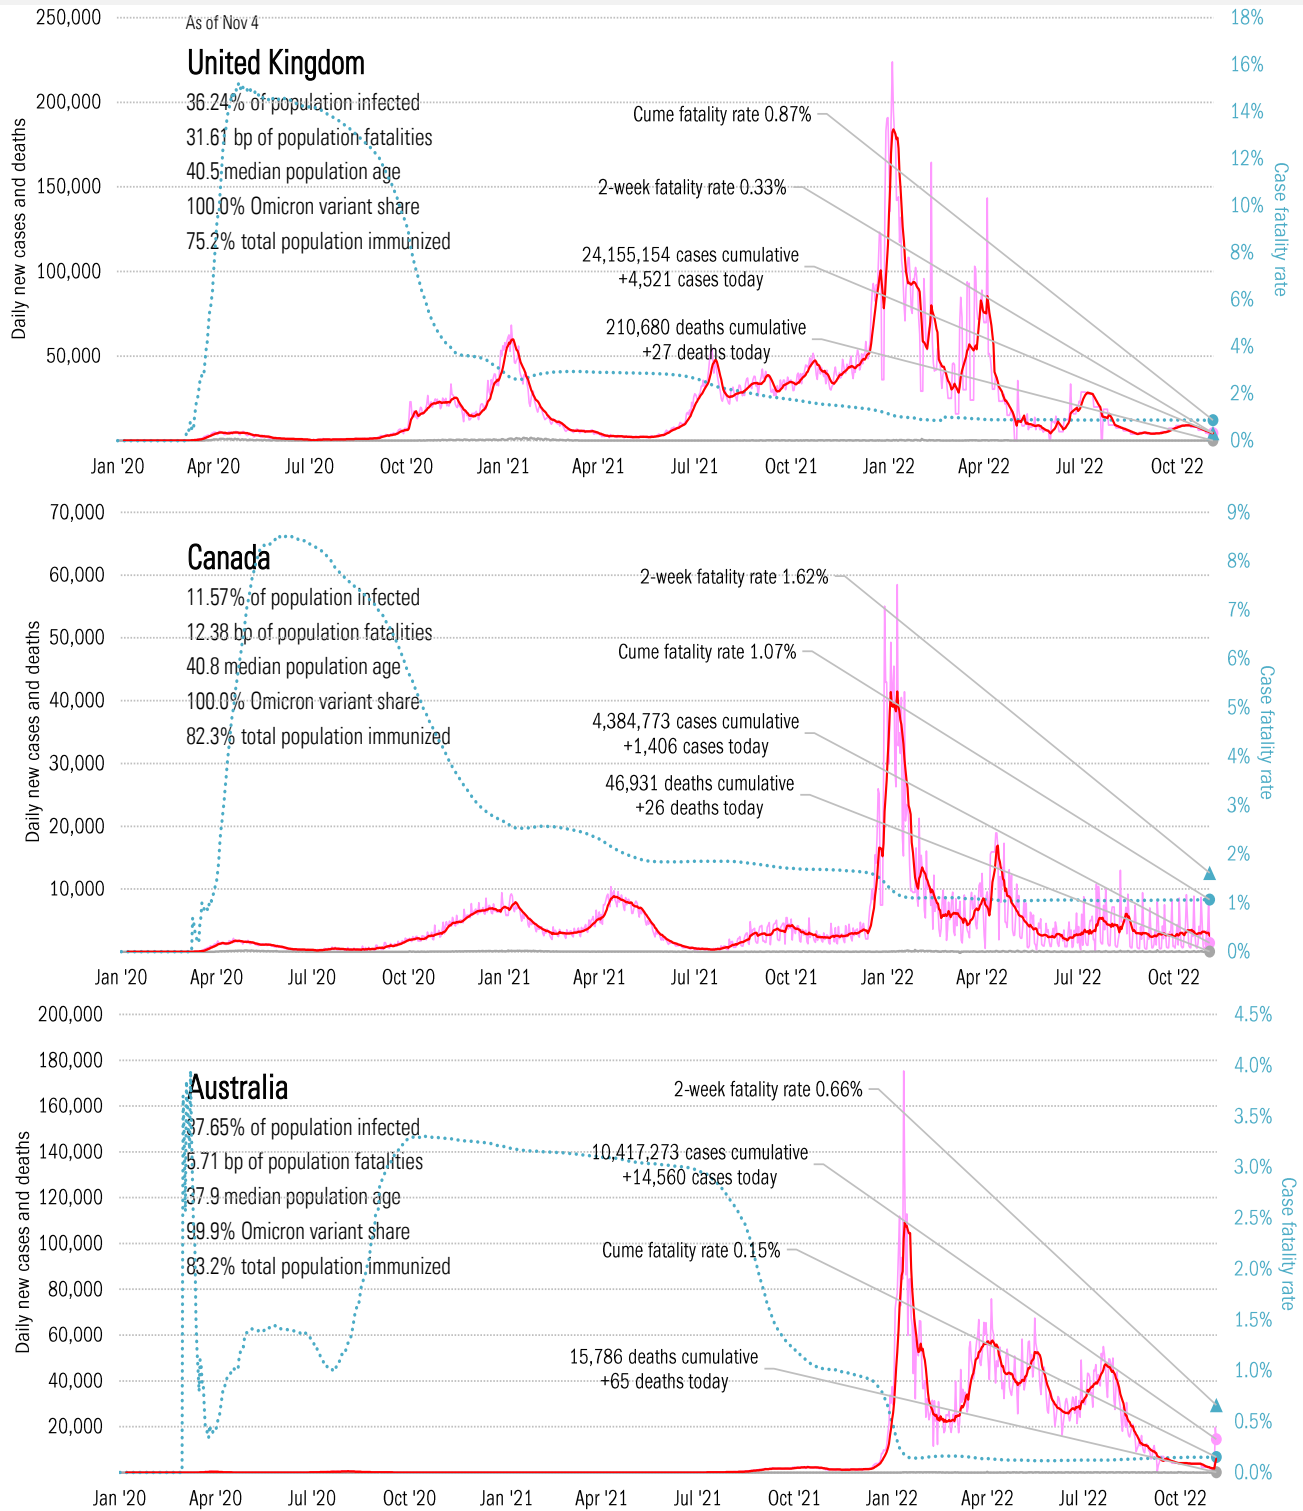 As of Nov 4
United Kingdom
36.24% of population infected
31.61 bp of population fatalities
40.5 median population age
100.0% Omicron variant share
75.2% total population immunized
Cume fatality rate 0.87%
2-week fatality rate 0.33%
24,155,154 cases cumulative
+4,521 cases today
210,680 deaths cumulative
+27 deaths today
Daily new cases and deaths
250,000
200,000
150,000
100,000
50,000
18%
16%
14%
12%
10%
8%
6%
4%
2%
0%
Case fatality rate
Jan '20 Apr '20 Jul '20 Oct '20 Jan '21 Apr '21 Jul '21 Oct '21 Jan '22 Apr '22 Jul '22 Oct '22
Canada
11.57% of population infected
12.38 bp of population fatalities
40.8 median population age
100.0% Omicron variant share
82.3% total population immunized
2-week fatality rate 1.62%
Cume fatality rate 1.07%
4,384,773 cases cumulative
+1,406 cases today
46,931 deaths cumulative
+26 deaths today
Daily new cases and deaths
70,000
60,000
50,000
40,000
30,000
20,000
10,000
9%
8%
7%
6%
5%
4%
3%
2%
1%
0%
Case fatality rate
Jan '20 Apr '20 Jul '20 Oct '20 Jan '21 Apr '21 Jul '21 Oct '21 Jan '22 Apr '22 Jul '22 Oct '22
Australia
37.65% of population infected
5.71 bp of population fatalities
37.9 median population age
99.9% Omicron variant share
83.2% total population immunized
2-week fatality rate 0.66%
10,417,273 cases cumulative
+14,560 cases today
Cume fatality rate 0.15%
15,786 deaths cumulative
+65 deaths today
Daily new cases and deaths
200,000
180,000
160,000
140,000
120,000
100,000
80,000
60,000
40,000
20,000
4.5%
4.0%
3.5%
3.0%
2.5%
2.0%
1.5%
1.0%
0.5%
0.0%
Case fatality rate
Jan '20 Apr '20 Jul '20 Oct '20 Jan '21 Apr '21 Jul '21 Oct '21 Jan '22 Apr '22 Jul '22 Oct '22